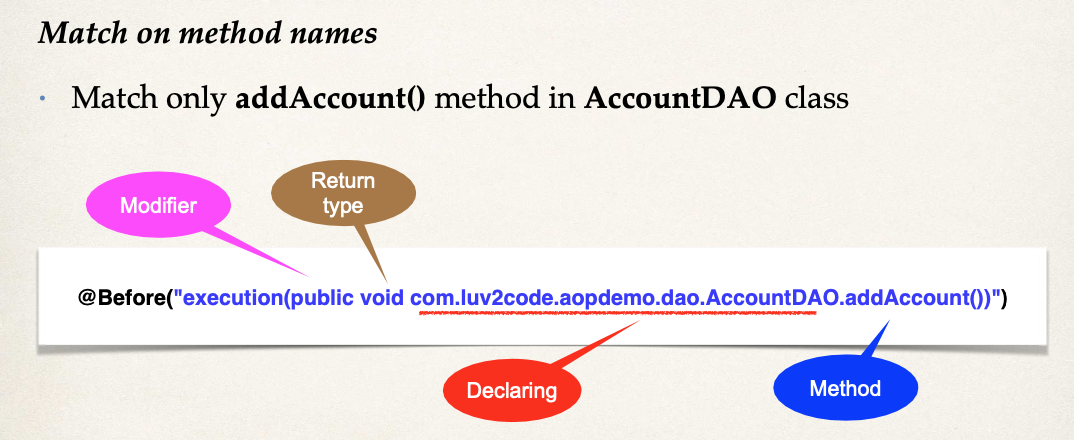 Match on method names
• Match only addAccount() method in AccountDAO class
Modifier
Return
type
@Before("execution(public void com.luv2code.aopdemo.dao.AccountDAO.addAccount())")
Declaring
Method